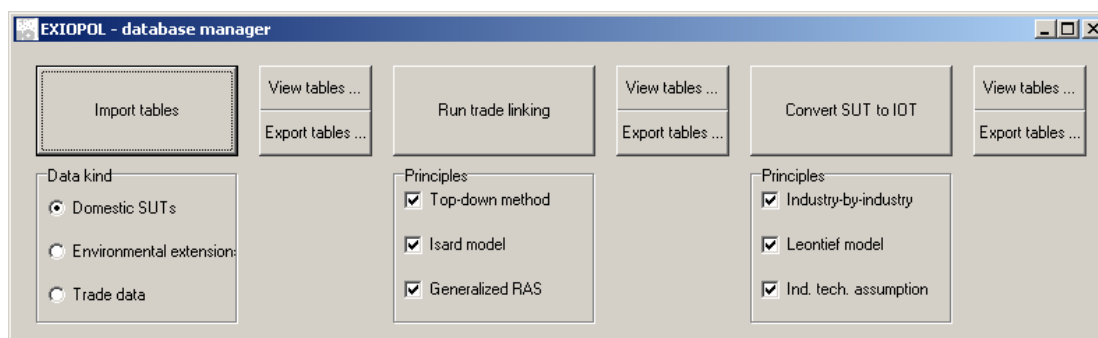 EXIOPOL - database manager
Import tables
View tables ...
Export tables ...
Run trade linking
View tables ...
Export tables ...
Convert SUT to IOT
View tables ...
Export tables ...
Data kind
Domestic SUTs
Environmental extension:
Trade data
Principles
Top-down method
Isard model
Generalized RAS
Principles
Industry-by-industry
Leontief model
Ind. tech. assumption